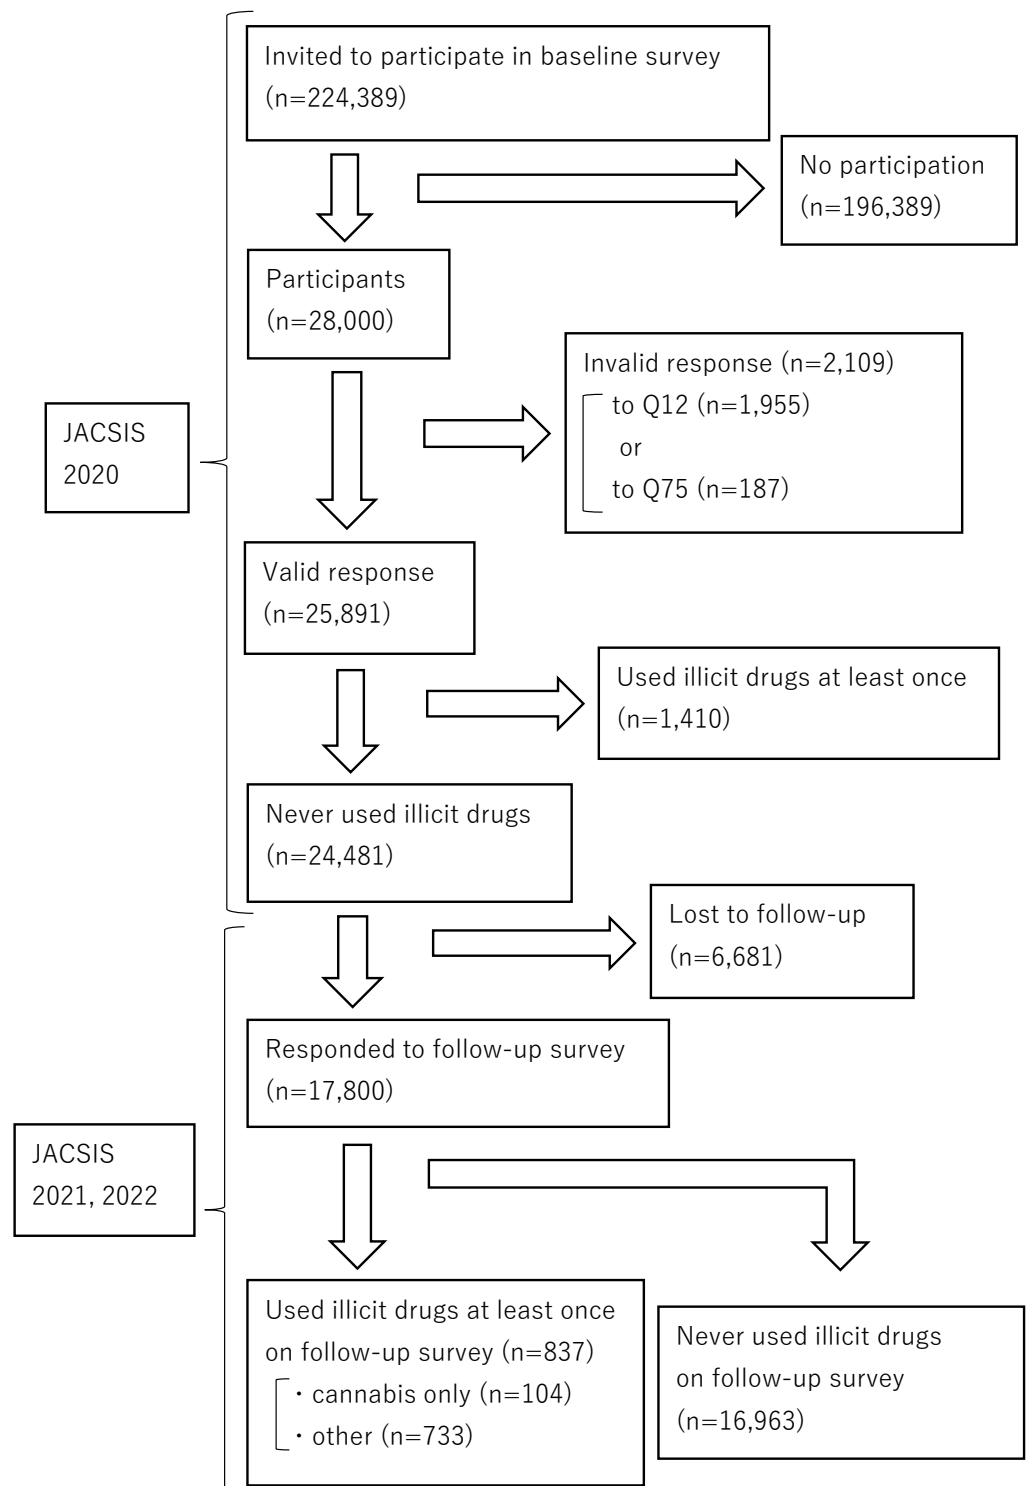 Invited to participate in baseline survey
(n=224,389)
No participation
(n=196,389)
Participants
(n=28,000)
Invalid response (n=2,109)
to Q12 (n=1,955)
or
to Q75 (n=187)
JACSIS
2020
Valid response
(n=25,891)
Used illicit drugs at least once
(n=1,410)
Never used illicit drugs
(n=24,481)
Lost to follow-up
(n=6,681)
Responded to follow-up survey
(n=17,800)
JACSIS
2021, 2022
Used illicit drugs at least once
on follow-up survey (n=837)
・cannabis only (n=104)
・other (n=733)
Never used illicit drugs
on follow-up survey
(n=16,963)